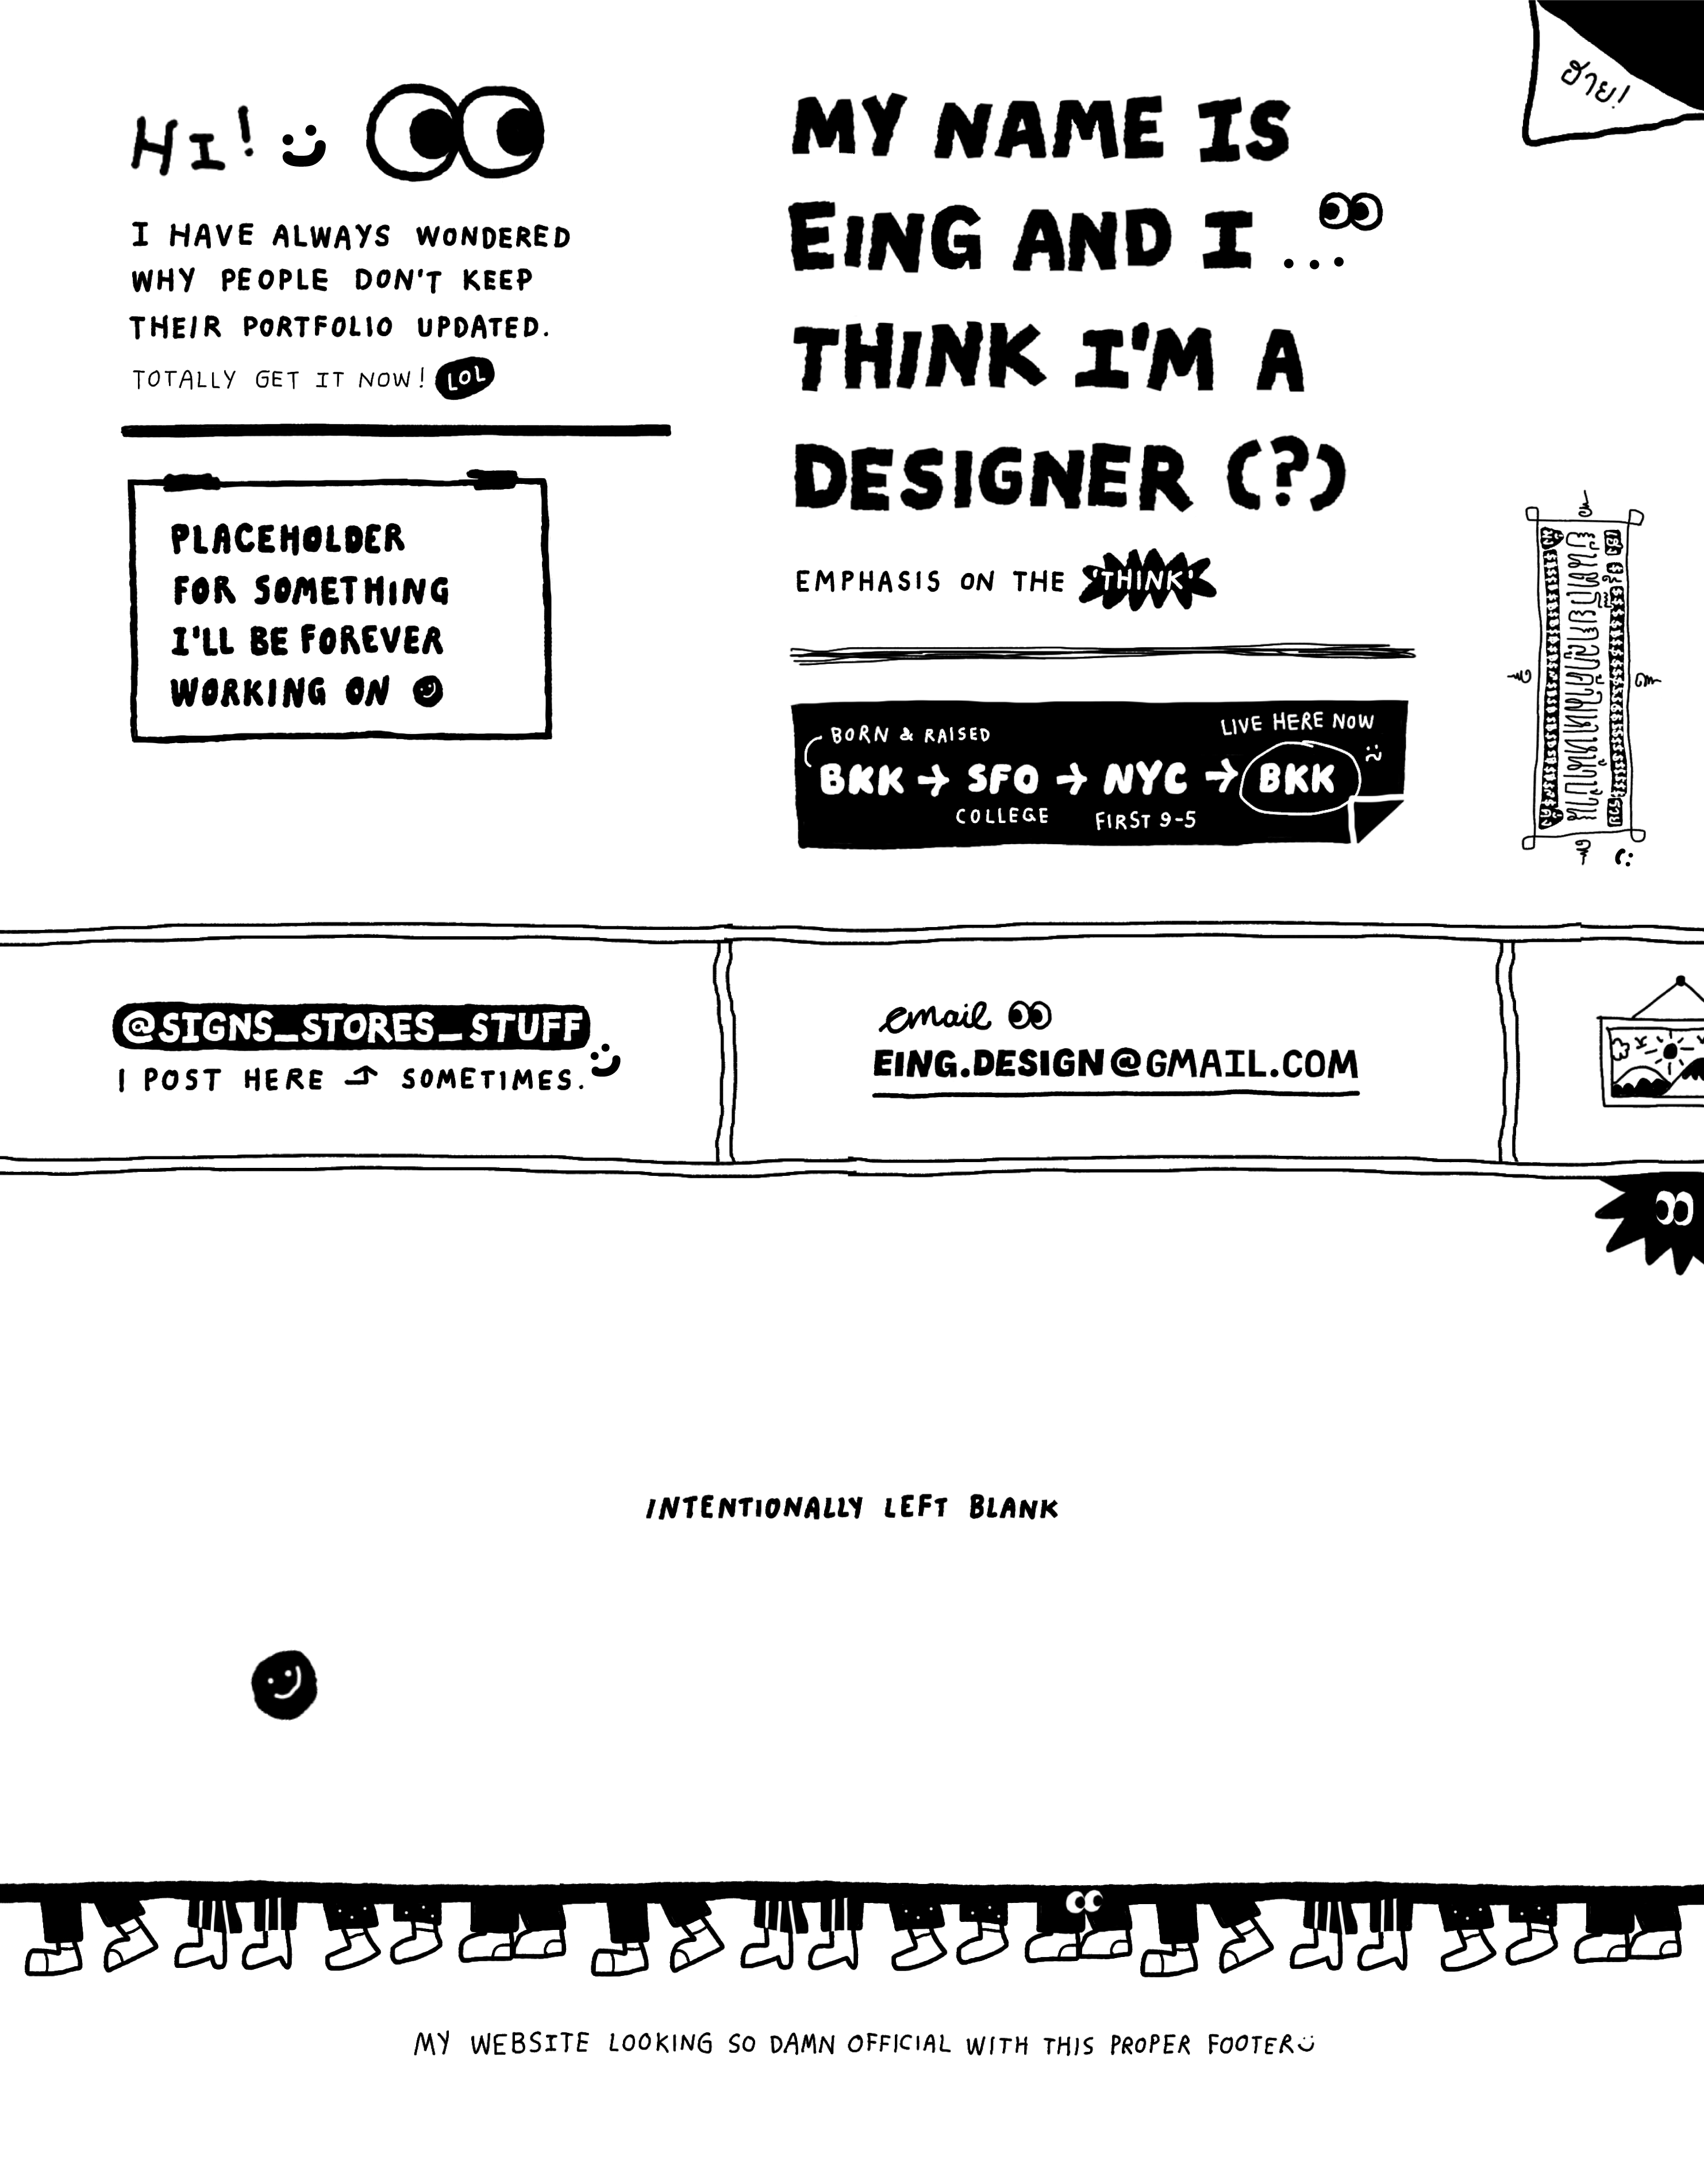 HI!
I HAVE ALWAYS WONDERED
WHY PEOPLE DON'T KEEP
THEIR PORTFOLIO UPDATED.
TOTALLY GET IT NOW! LOL
PLACEHOLDER
FOR SOMETHING
I'LL BE FOREVER
WORKING ON
MY NAME IS
EING AND I ...
THINK I'M A
DESIGNER (?)
EMPHASIS ON THE 'THINK'
BORN & RAISED
LIVE HERE NOW
BKK → SFO → NYC → BKK
COLLEGE
FIRST 9-5
ฮาย!
@SIGNS_STORES_STUFF
I POST HERE SOMETIMES.
email
EING.DESIGN@GMAIL.COM
INTENTIONALLY LEFT BLANK
MY WEBSITE LOOKING SO DAMN OFFICIAL WITH THIS PROPER FOOTER